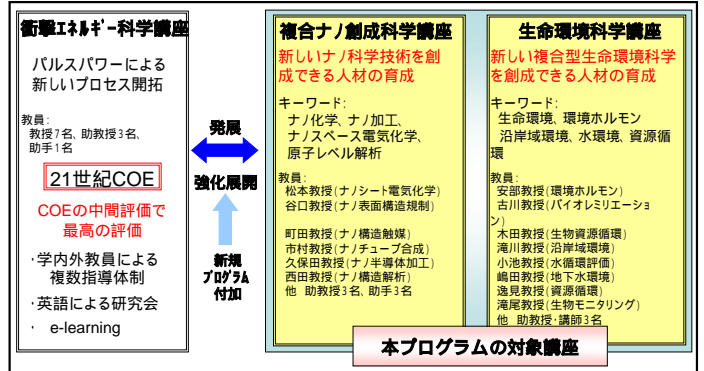 衝撃エネルギー科学講座
パルスパワーによる
新しいプロセス開拓
教員:
教授7名、助教授3名、
助手1名
21世紀COE
COEの中間評価で
最高の評価
・学内外教員による
複数指導体制
・英語による研究会
・ e-learning
発展
強化展開
新規
プログラム
付加
複合ナノ創成科学講座
新しいナノ科学技術を創
成できる人材の育成
キーワード:
ナノ化学、ナノ加工、
ナノスペース電気化学、
原子レベル解析
教員:
松本教授(ナノシート電気化学)
谷口教授(ナノ表面構造規制)
町田教授(ナノ構造触媒)
市村教授(ナノチューブ合成)
久保田教授(ナノ半導体加工)
西田教授(ナノ構造解析)
他 助教授3名、助手3名
生命環境科学講座
新しい複合型生命環境科学
を創成できる人材の育成
キーワード:
生命環境、環境ホルモン
沿岸域環境、水環境、資源循
環
教員:
安部教授(環境ホルモン)
古川教授(バイオレミリエーショ
ン)
木田教授(生物資源循環)
滝川教授(沿岸域環境)
小池教授(水循環評価)
嶋田教授(地下水環境)
逸見教授(資源循環)
滝尾教授(生物モニタリング)
他 助教授・講師3名
本プログラムの対象講座